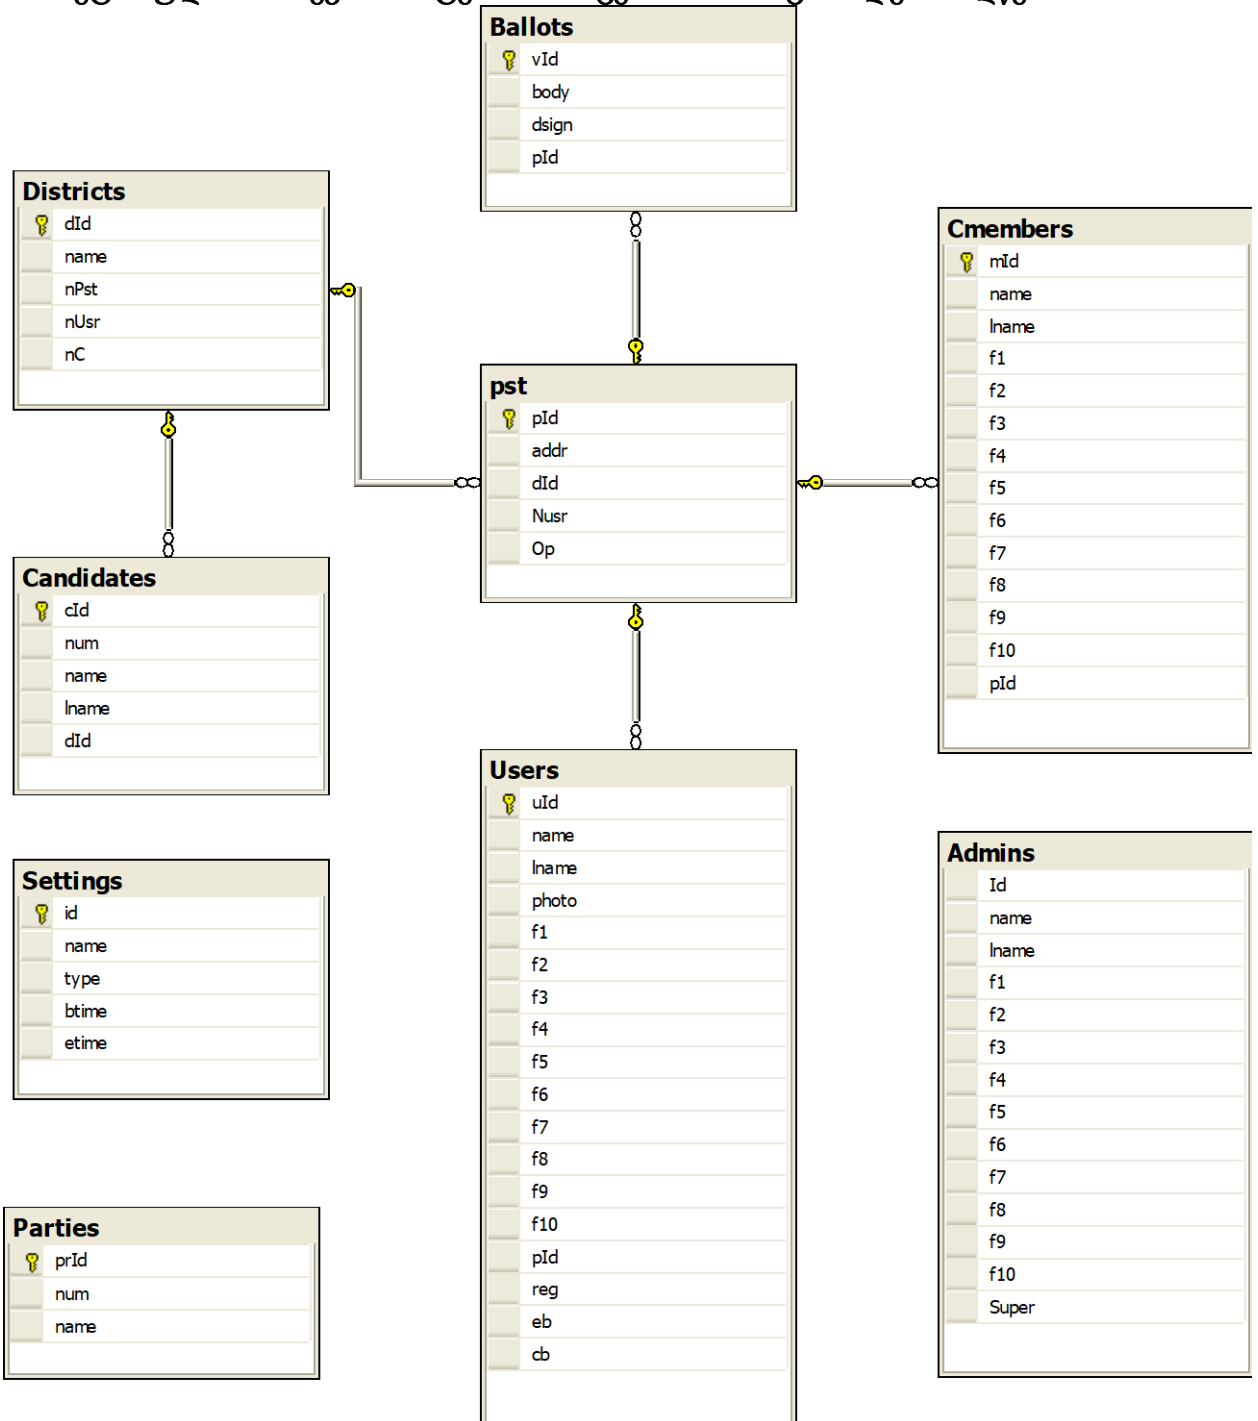 Ballots
vId
body
dsign
pId
Districts
dId
name
nPst
nUsr
nC
Cmembers
mId
name
lname
f1
f2
f3
f4
f5
f6
f7
f8
f9
f10
pId
pst
pId
addr
dId
Nusr
Op
Candidates
cId
num
name
lname
dId
Users
uId
name
lname
photo
f1
f2
f3
f4
f5
f6
f7
f8
f9
f10
pId
reg
eb
cb
Settings
id
name
type
btime
etime
Admins
Id
name
lname
f1
f2
f3
f4
f5
f6
f7
f8
f9
f10
Super
Parties
prId
num
name